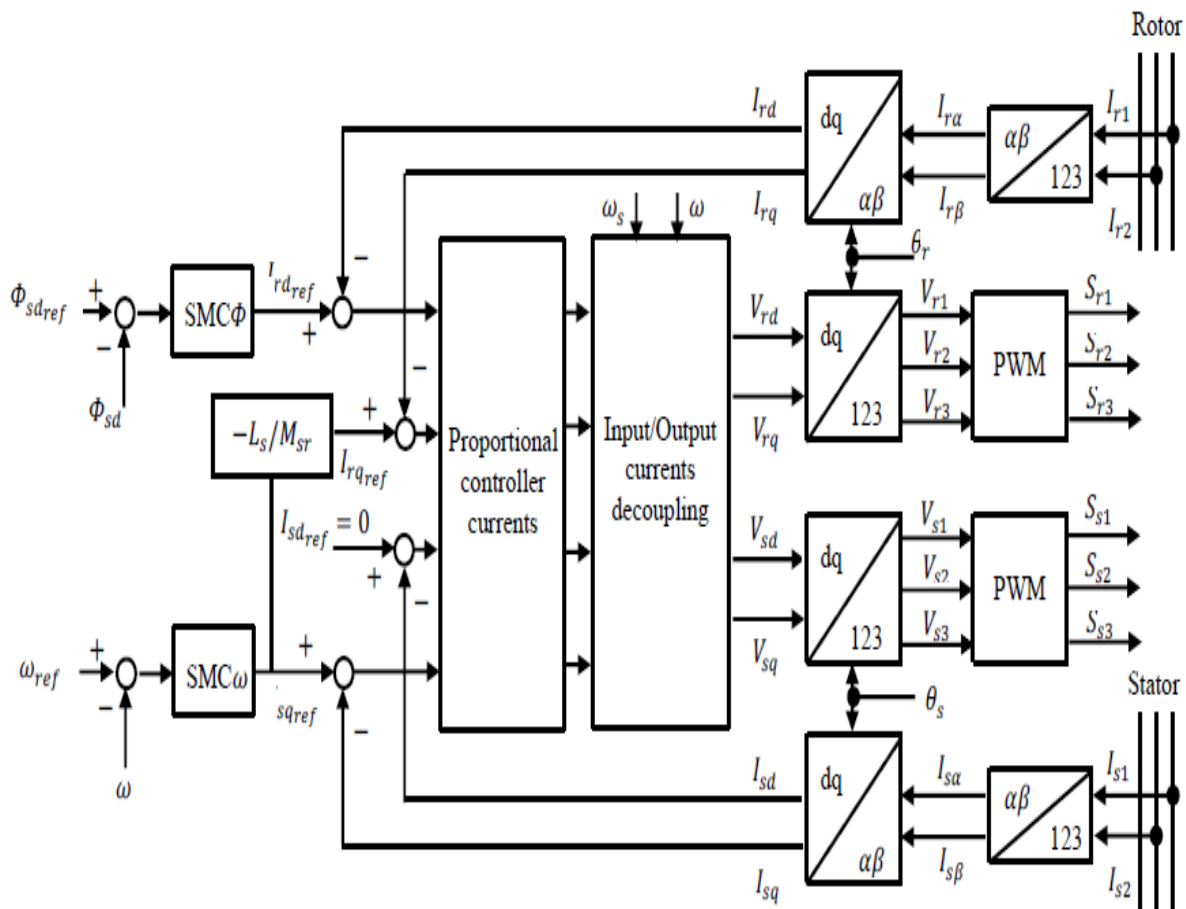 Rotor
I_rd
dq
αβ
I_rα
I_rβ
αβ
123
I_r1
I_r2
I_rq
ω_s
ω
θ_r
Φ_sd_ref
+
−
Φ_sd
SMCΦ
I_rd_ref
+
−
−L_s/M_sr
+
−
I_rq_ref
I_sd_ref = 0
+
−
ω_ref
+
−
ω
SMCω
sq_ref
+
−
Proportional
controller
currents
Input/Output
currents
decoupling
V_rd
V_rq
dq
123
V_r1
V_r2
V_r3
PWM
S_r1
S_r2
S_r3
V_sd
V_sq
dq
123
V_s1
V_s2
V_s3
PWM
S_s1
S_s2
S_s3
θ_s
Stator
I_sd
I_sq
dq
αβ
I_sα
I_sβ
αβ
123
I_s1
I_s2